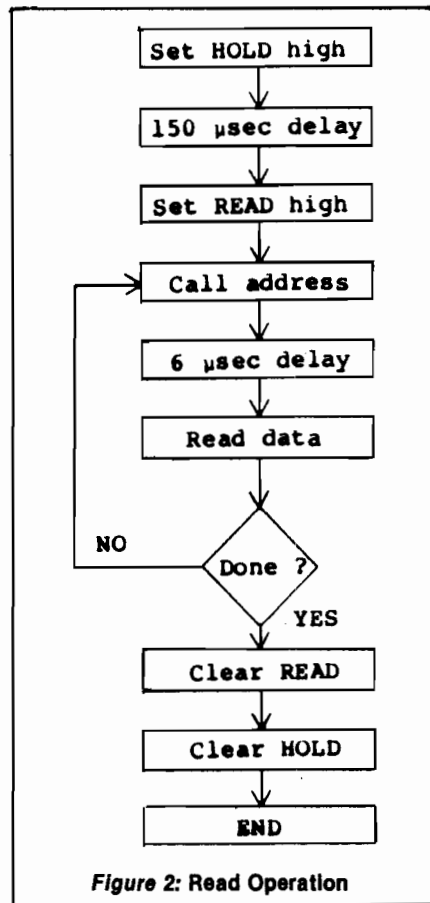 Set HOLD high
150 µsec delay
Set READ high
Call address
6 µsec delay
Read data
NO
Done ?
YES
Clear READ
Clear HOLD
END
Figure 2: Read Operation